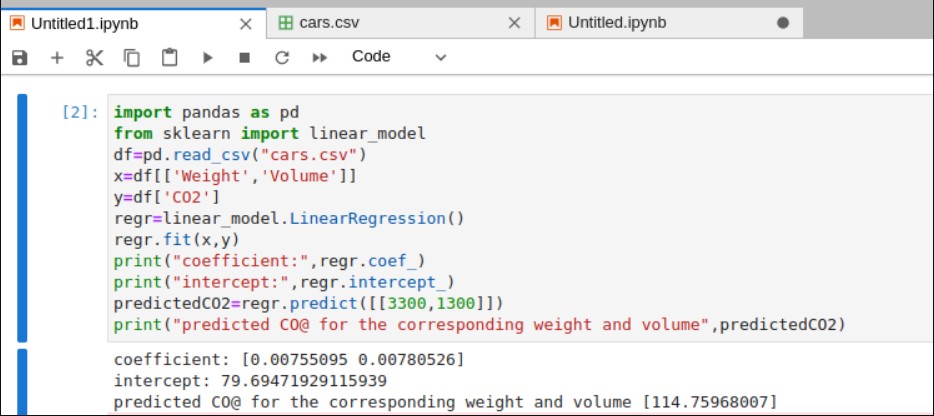 Untitled1.ipynb
cars.csv
Untitled.ipynb
Code
[2]:
import pandas as pd
from sklearn import linear_model
df=pd.read_csv("cars.csv")
x=df[['Weight','Volume']]
y=df['CO2']
regr=linear_model.LinearRegression()
regr.fit(x,y)
print("coefficient:",regr.coef_)
print("intercept:",regr.intercept_)
predictedCO2=regr.predict([[3300,1300]])
print("predicted CO@ for the corresponding weight and volume",predictedCO2)
coefficient: [0.00755095 0.00780526]
intercept: 79.69471929115939
predicted CO@ for the corresponding weight and volume [114.75968007]